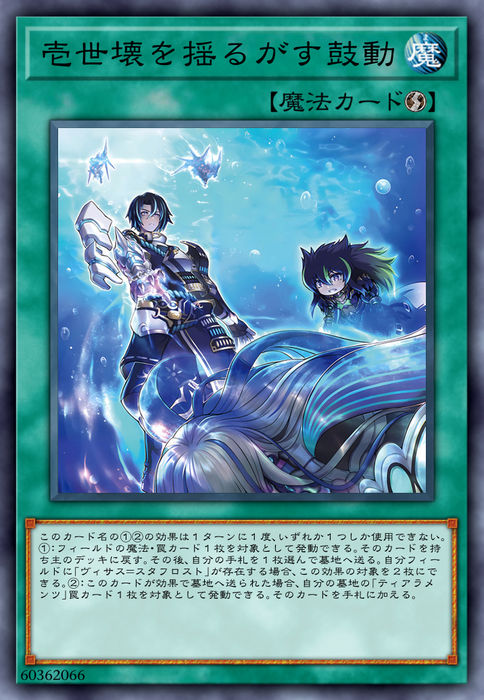 壱世壊を揺るがす鼓動
魔
【魔法カード】
このカード名の①②の効果は1ターンに1度、いずれか1つしか使用できない。
①：フィールドの魔法・罠カード1枚を対象として発動できる。そのカードを持
ち主のデッキに戻す。その後、自分の手札を1枚選んで墓地へ送る。自分フィー
ルドに「ヴィサス＝スタフロスト」が存在する場合、この効果の対象を2枚にで
きる。②：このカードが効果で墓地へ送られた場合、自分の墓地の「ティアラメ
ンツ」罠カード1枚を対象として発動できる。そのカードを手札に加える。
60362066